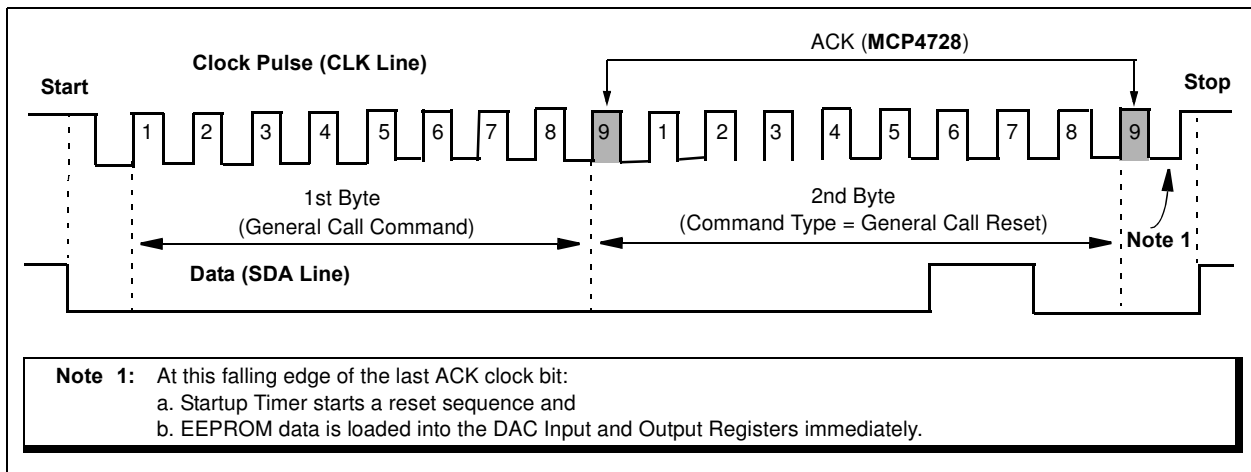 ACK (MCP4728)
Clock Pulse (CLK Line)
Start
Stop
1 2 3 4 5 6 7 8 9 1 2 3 4 5 6 7 8 9
1st Byte
(General Call Command)
2nd Byte
(Command Type = General Call Reset)
Note 1
Data (SDA Line)
Note 1: At this falling edge of the last ACK clock bit:
a. Startup Timer starts a reset sequence and
b. EEPROM data is loaded into the DAC Input and Output Registers immediately.